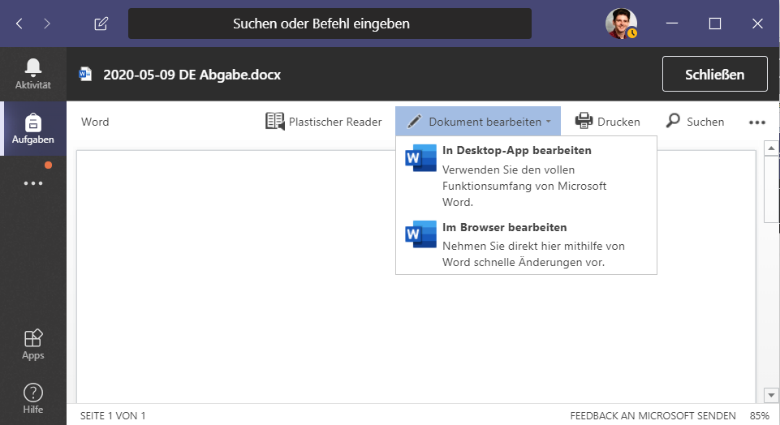 Suchen oder Befehl eingeben
Aktivität
2020-05-09 DE Abgabe.docx
Schließen
Aufgaben
Word
Plastischer Reader
Dokument bearbeiten
Drucken
Suchen
In Desktop-App bearbeiten
Verwenden Sie den vollen
Funktionsumfang von Microsoft
Word.
Im Browser bearbeiten
Nehmen Sie direkt hier mithilfe von
Word schnelle Änderungen vor.
Apps
Hilfe
SEITE 1 VON 1
FEEDBACK AN MICROSOFT SENDEN
85%